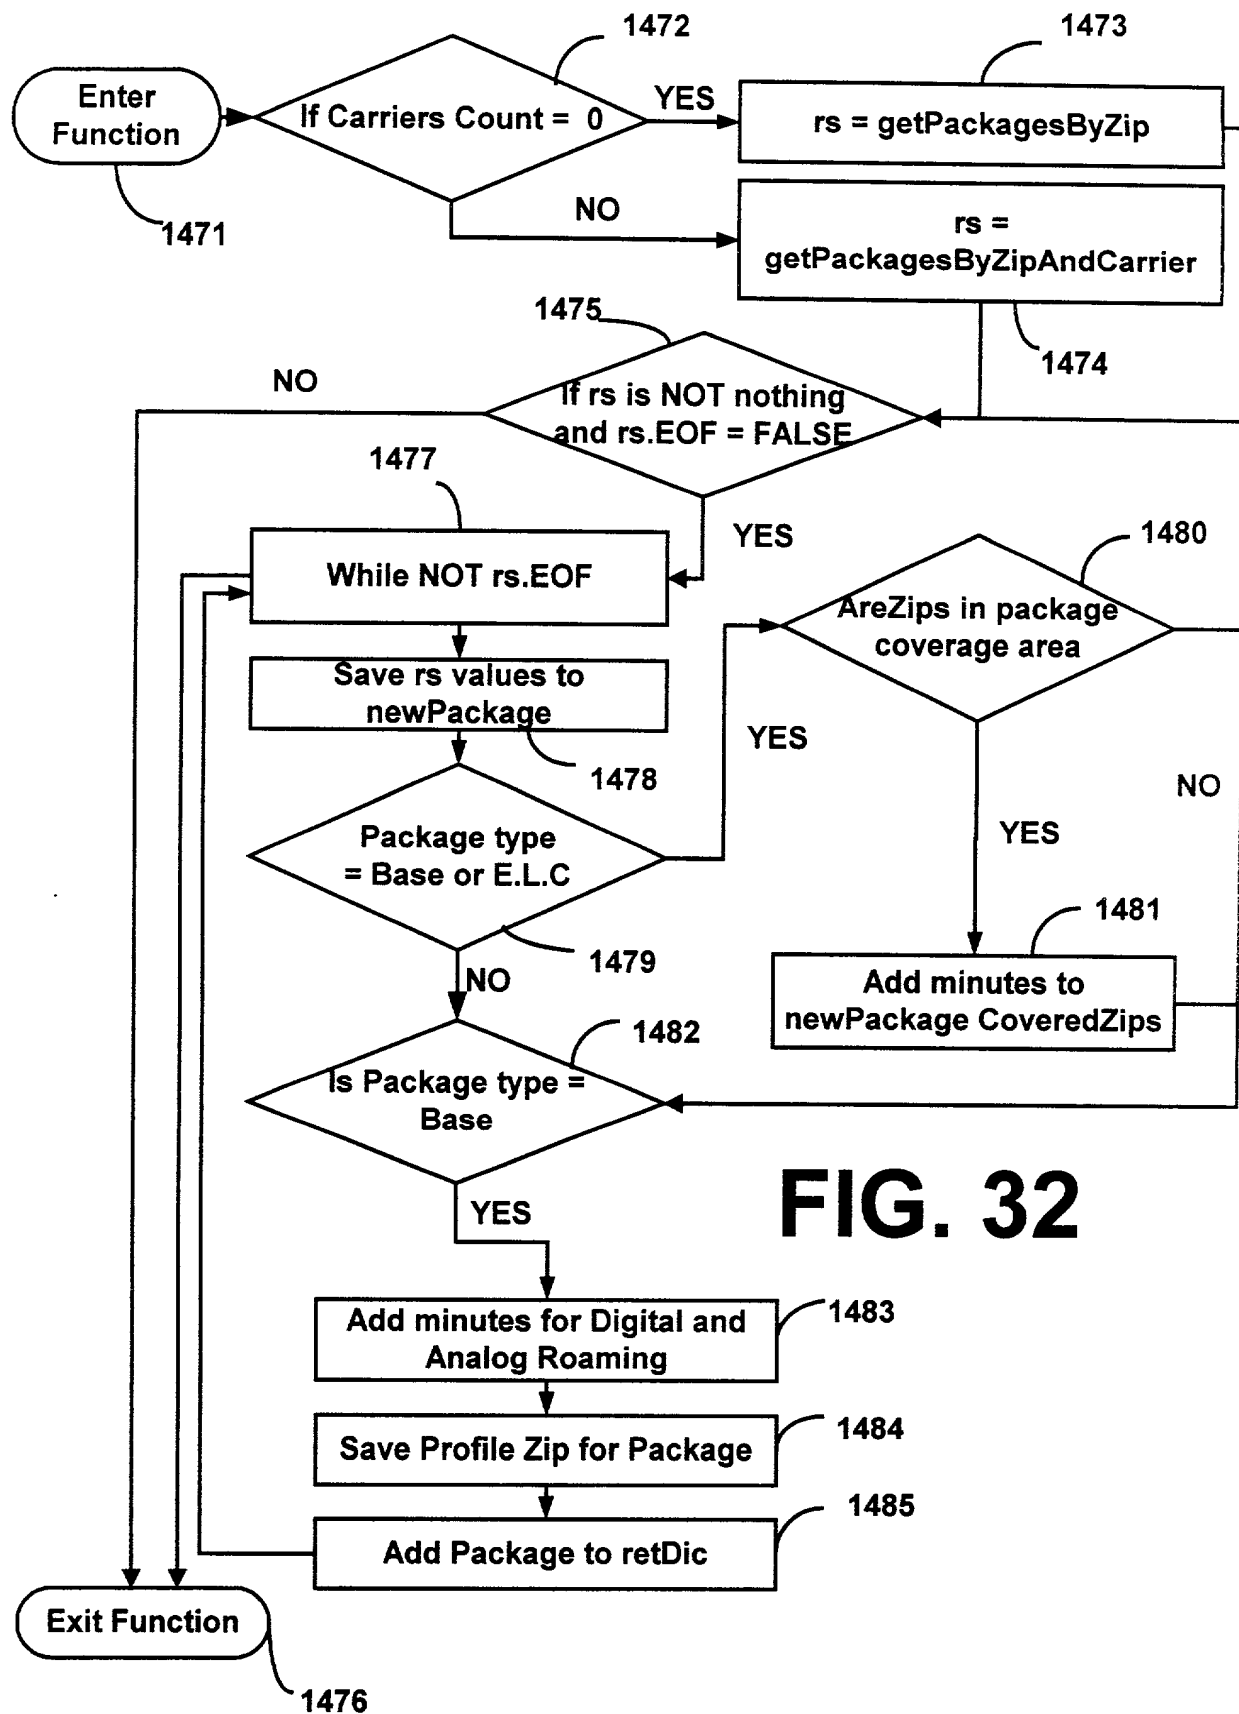 1472
1473
Enter
Function
If Carriers Count = 0
YES
rs = getPackagesByZip
1471
NO
rs =
getPackagesByZipAndCarrier
1475
1474
NO
If rs is NOT nothing
and rs.EOF = FALSE
1477
YES
1480
While NOT rs.EOF
AreZips in package
coverage area
Save rs values to
newPackage
YES
1478
NO
Package type
= Base or E.L.C
YES
1481
1479
NO
Add minutes to
newPackage CoveredZips
1482
Is Package type =
Base
FIG. 32
YES
1483
Add minutes for Digital and
Analog Roaming
1484
Save Profile Zip for Package
1485
Add Package to retDic
Exit Function
1476